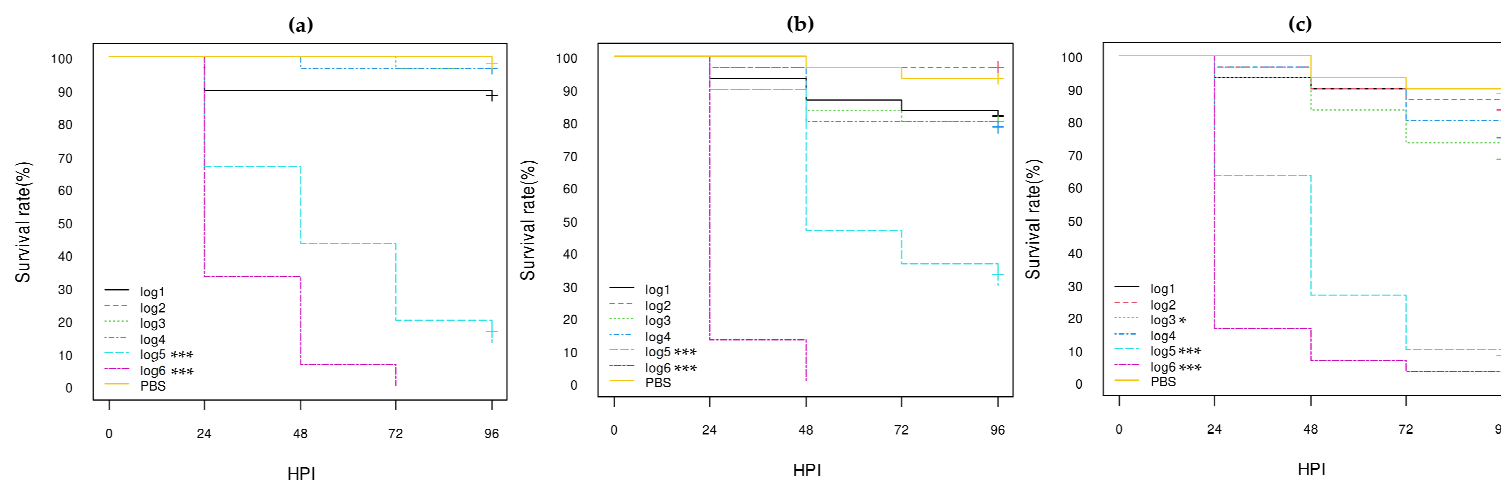 (a)
Survival rate(%)
100
90
80
70
60
50
40
30
20
10
0
log1
log2
log3
log4
log5 ***
log6 ***
PBS
0 24 48 72 96
HPI
(b)
Survival rate(%)
100
90
80
70
60
50
40
30
20
10
0
log1
log2
log3
log4
log5 ***
log6 ***
PBS
0 24 48 72 96
HPI
(c)
Survival rate(%)
100
90
80
70
60
50
40
30
20
10
0
log1
log2
log3 *
log4
log5 ***
log6 ***
PBS
0 24 48 72 9
HPI